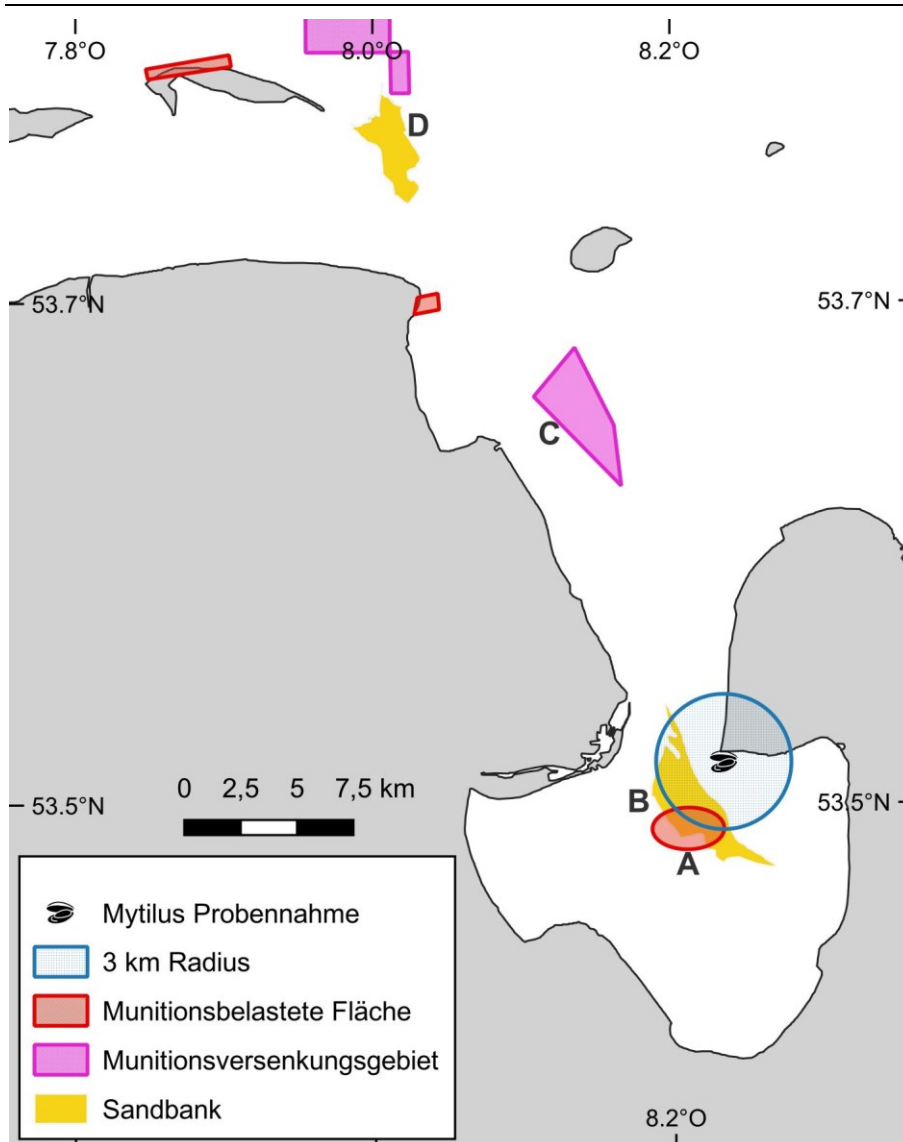 7.8°O 8.0°O 8.2°O
D
53.7°N 53.7°N
C
0 2,5 5 7,5 km
53.5°N B 53.5°N
A
Mytilus Probennahme
3 km Radius
Munitionsbelastete Fläche
Munitionsversenkungsgebiet
Sandbank
8.2°O